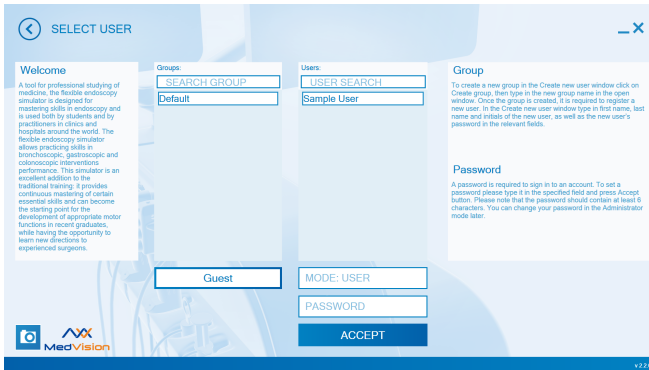 SELECT USER
Welcome
A tool for professional studying of
medicine, the flexible endoscopy
simulator is designed for
mastering skills in endoscopy and
is used both by students and by
practitioners in clinics and
hospitals around the world. The
flexible endoscopy simulator
allows practicing skills in
bronchoscopic, gastroscopic and
colonoscopic interventions
performance. This simulator is an
excellent addition to the
traditional training: it provides
continuous mastering of certain
essential skills and can become
the starting point for the
development of appropriate motor
functions in recent graduates,
while having the opportunity to
learn new directions to
experienced surgeons.
Groups:
SEARCH GROUP
Default
Guest
Users:
USER SEARCH
Sample User
MODE: USER
PASSWORD
ACCEPT
Group
To create a new group in the Create new user window click on
Create group, then type in the new group name in the open
window. Once the group is created, it is required to register a
new user. In the Create new user window type in first name, last
name and initials of the new user, as well as the new user's
password in the relevant fields.
Password
A password is required to sign in to an account. To set a
password please type it in the specified field and press Accept
button. Please note that the password should contain at least 6
characters. You can change your password in the Administrator
mode later.
MedVision